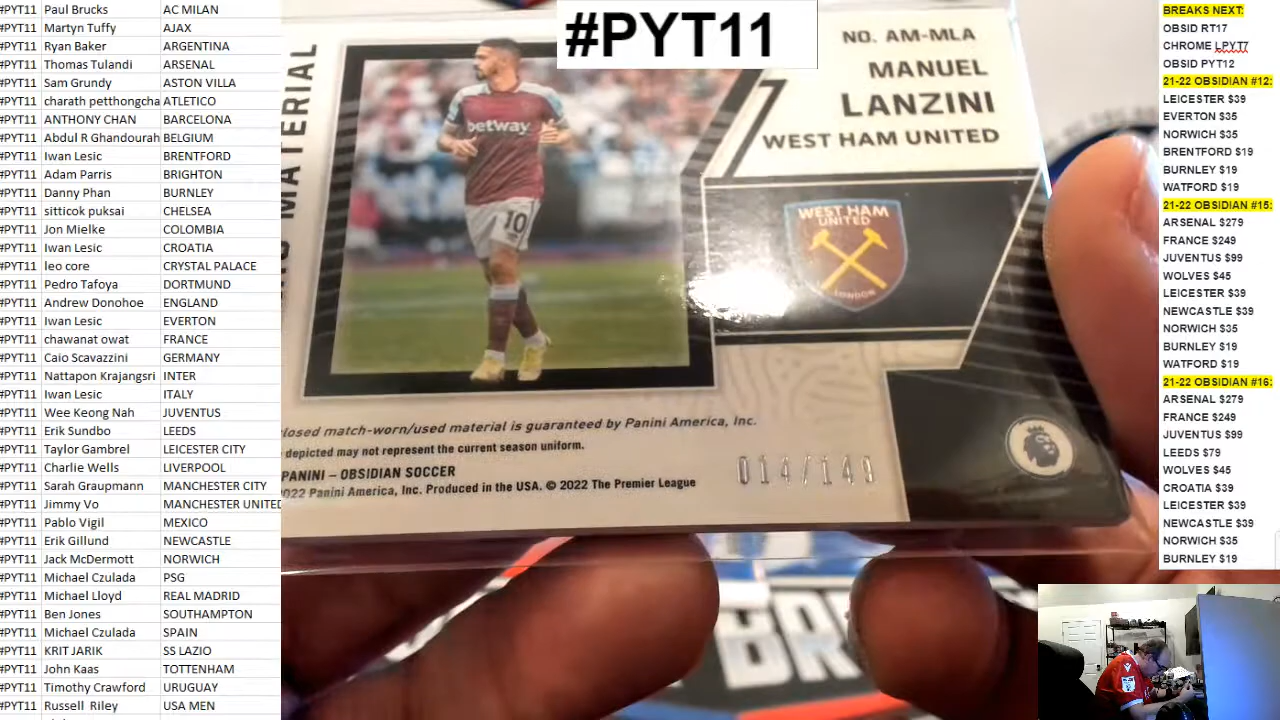 #PYT11 Paul Brucks AC MILAN
#PYT11 Martyn Tuffy AJAX
#PYT11 Ryan Baker ARGENTINA
#PYT11 Thomas Tulandi ARSENAL
#PYT11 Sam Grundy ASTON VILLA
#PYT11 charath petthongcha ATLETICO
#PYT11 ANTHONY CHAN BARCELONA
#PYT11 Abdul R Ghandourah BELGIUM
#PYT11 Iwan Lesic BRENTFORD
#PYT11 Adam Parris BRIGHTON
#PYT11 Danny Phan BURNLEY
#PYT11 sitticok puksai CHELSEA
#PYT11 Jon Mielke COLOMBIA
#PYT11 Iwan Lesic CROATIA
#PYT11 leo core CRYSTAL PALACE
#PYT11 Pedro Tafoya DORTMUND
#PYT11 Andrew Donohoe ENGLAND
#PYT11 Iwan Lesic EVERTON
#PYT11 chawanat owat FRANCE
#PYT11 Caio Scavazzini GERMANY
#PYT11 Nattapon Krajangsri INTER
#PYT11 Iwan Lesic ITALY
#PYT11 Wee Keong Nah JUVENTUS
#PYT11 Erik Sundbo LEEDS
#PYT11 Taylor Gambrel LEICESTER CITY
#PYT11 Charlie Wells LIVERPOOL
#PYT11 Sarah Graupmann MANCHESTER CITY
#PYT11 Jimmy Vo MANCHESTER UNITED
#PYT11 Pablo Vigil MEXICO
#PYT11 Erik Gillund NEWCASTLE
#PYT11 Jack McDermott NORWICH
#PYT11 Michael Czulada PSG
#PYT11 Michael Lloyd REAL MADRID
#PYT11 Ben Jones SOUTHAMPTON
#PYT11 Michael Czulada SPAIN
#PYT11 KRIT JARIK SS LAZIO
#PYT11 John Kaas TOTTENHAM
#PYT11 Timothy Crawford URUGUAY
#PYT11 Russell Riley USA MEN
#PYT11
MATERIAL
NO. AM-MLA
MANUEL
LANZINI
WEST HAM UNITED
betway
10
WEST HAM
UNITED
LONDON
closed match-worn/used material is guaranteed by Panini America, Inc.
depicted may not represent the current season uniform.
PANINI – OBSIDIAN SOCCER
2022 Panini America, Inc. Produced in the USA. © 2022 The Premier League
014/149
BREAKS NEXT:
OBSID RT17
CHROME LPYT7
OBSID PYT12
21-22 OBSIDIAN #12:
LEICESTER $39
EVERTON $35
NORWICH $35
BRENTFORD $19
BURNLEY $19
WATFORD $19
21-22 OBSIDIAN #15:
ARSENAL $279
FRANCE $249
JUVENTUS $99
WOLVES $45
LEICESTER $39
NEWCASTLE $39
NORWICH $35
BURNLEY $19
WATFORD $19
21-22 OBSIDIAN #16:
ARSENAL $279
FRANCE $249
JUVENTUS $99
LEEDS $79
WOLVES $45
CROATIA $39
LEICESTER $39
NEWCASTLE $39
NORWICH $35
BURNLEY $19